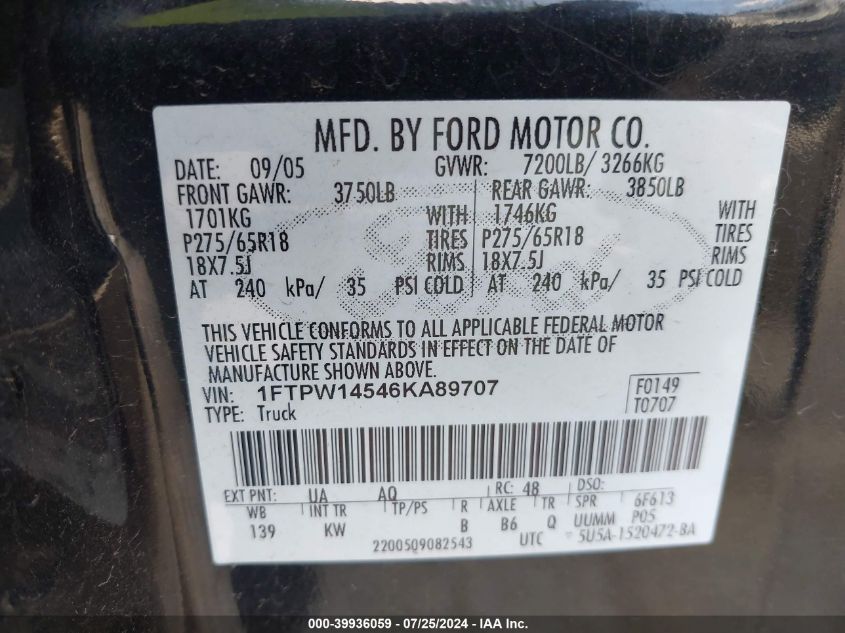 MFD. BY FORD MOTOR CO.
DATE: 09/05 GVWR: 7200LB/ 3266KG
FRONT GAWR: 3750LB REAR GAWR: 3850LB
1701KG WITH 1746KG WITH
P275/65R18 TIRES P275/65R18 TIRES
18X7.5J RIMS 18X7.5J RIMS
AT 240 kPa/ 35 PSI COLD AT 240 kPa/ 35 PSI COLD
THIS VEHICLE CONFORMS TO ALL APPLICABLE FEDERAL MOTOR
VEHICLE SAFETY STANDARDS IN EFFECT ON THE DATE OF
MANUFACTURE SHOWN ABOVE.
VIN: 1FTPW14546KA89707 F0149
TYPE: Truck T0707
EXT PNT: UA AQ RC: 48 DSO:
WB INT TR TP/PS R AXLE TR SPR 6F613
139 KW B B6 Q UUMM P05
2200509082543 UTC 5U5A-1520472-BA
000-39936059 - 07/25/2024 - IAA Inc.